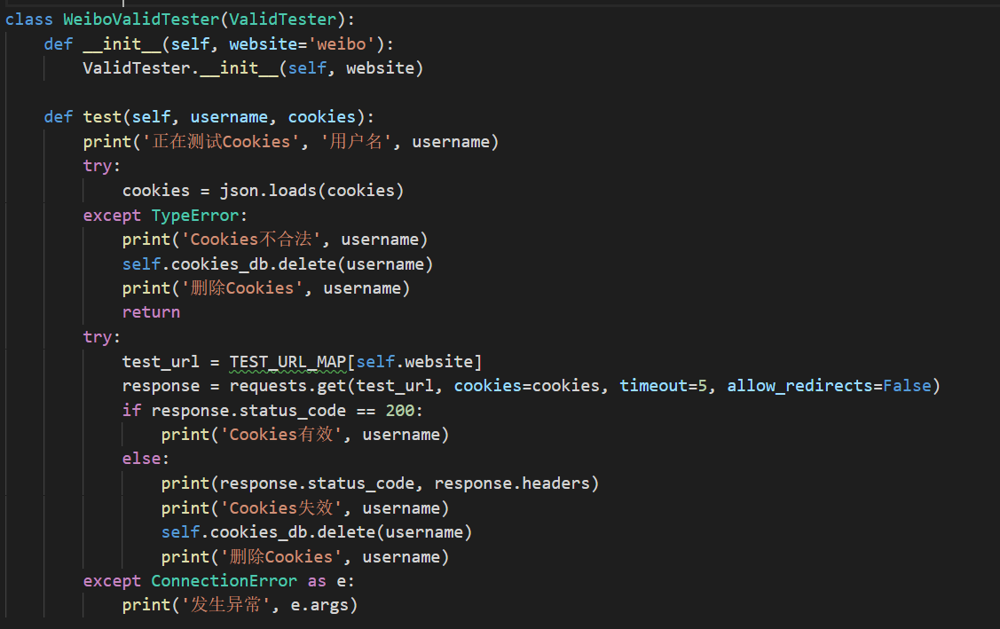 class WeiboValidTester(ValidTester):
    def __init__(self, website='weibo'):
        ValidTester.__init__(self, website)

    def test(self, username, cookies):
        print('正在测试Cookies', '用户名', username)
        try:
            cookies = json.loads(cookies)
        except TypeError:
            print('Cookies不合法', username)
            self.cookies_db.delete(username)
            print('删除Cookies', username)
            return
        try:
            test_url = TEST_URL_MAP[self.website]
            response = requests.get(test_url, cookies=cookies, timeout=5, allow_redirects=False)
            if response.status_code == 200:
                print('Cookies有效', username)
            else:
                print(response.status_code, response.headers)
                print('Cookies失效', username)
                self.cookies_db.delete(username)
                print('删除Cookies', username)
        except ConnectionError as e:
            print('发生异常', e.args)